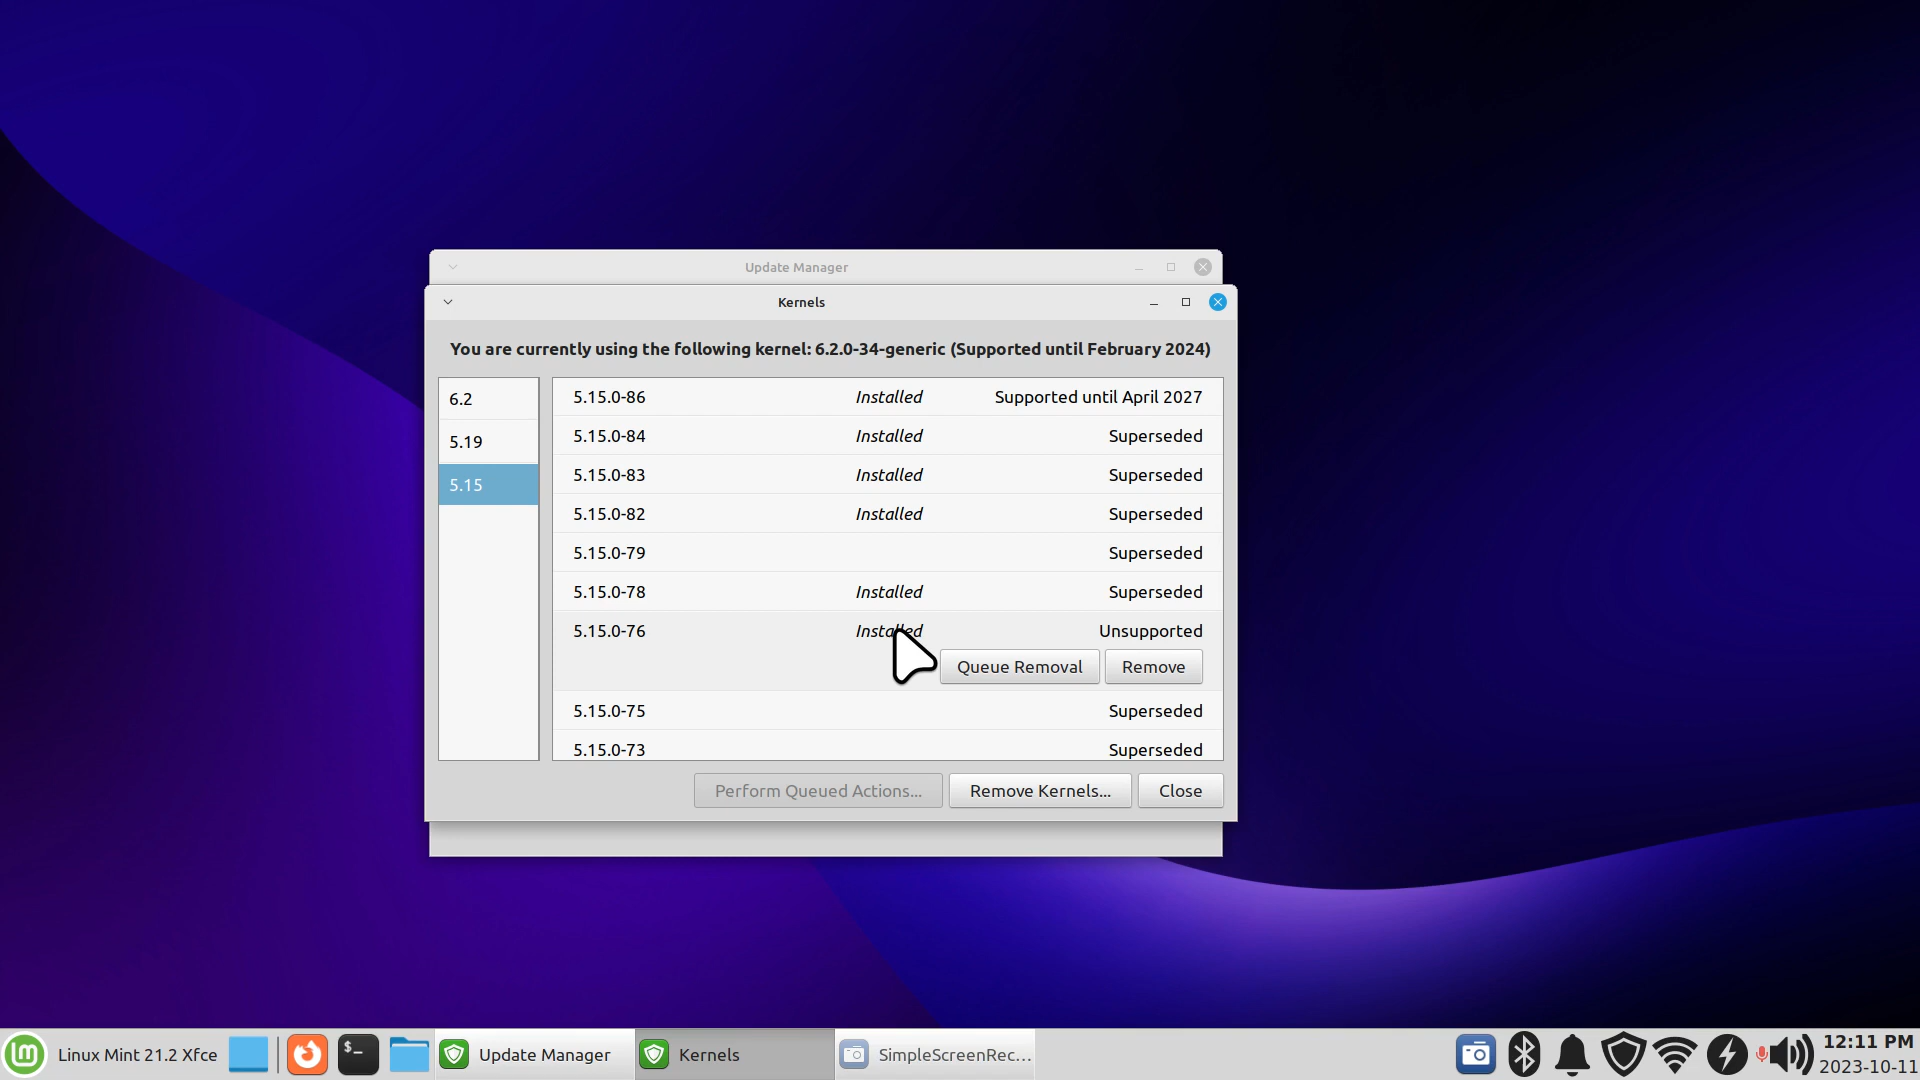 Update Manager
Kernels
You are currently using the following kernel: 6.2.0-34-generic (Supported until February 2024)
6.2
5.19
5.15
5.15.0-86 Installed Supported until April 2027
5.15.0-84 Installed Superseded
5.15.0-83 Installed Superseded
5.15.0-82 Installed Superseded
5.15.0-79 Superseded
5.15.0-78 Installed Superseded
5.15.0-76 Installed Unsupported
Queue Removal Remove
5.15.0-75 Superseded
5.15.0-73 Superseded
Perform Queued Actions... Remove Kernels... Close
Linux Mint 21.2 Xfce $_ Update Manager Kernels SimpleScreenRec... 12:11 PM
2023-10-11